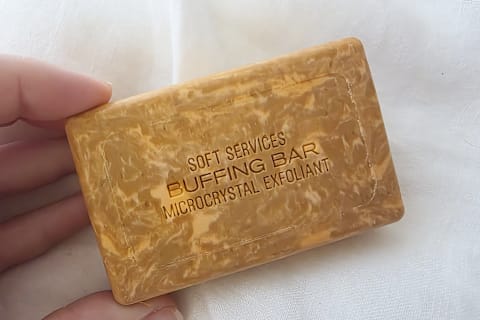 SOFT SERVICES
BUFFING BAR
MICROCRYSTAL EXFOLIANT